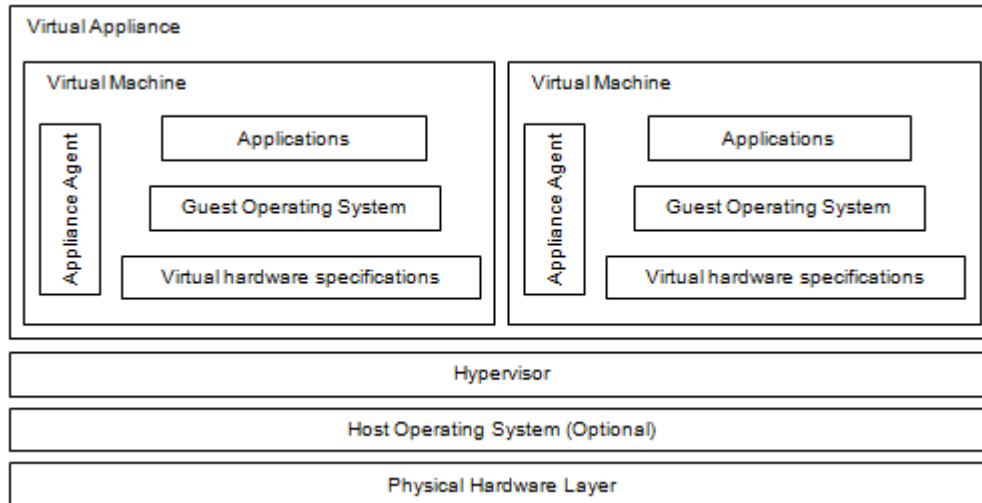 Virtual Appliance
Virtual Machine
Appliance Agent
Applications
Guest Operating System
Virtual hardware specifications
Virtual Machine
Appliance Agent
Applications
Guest Operating System
Virtual hardware specifications
Hypervisor
Host Operating System (Optional)
Physical Hardware Layer